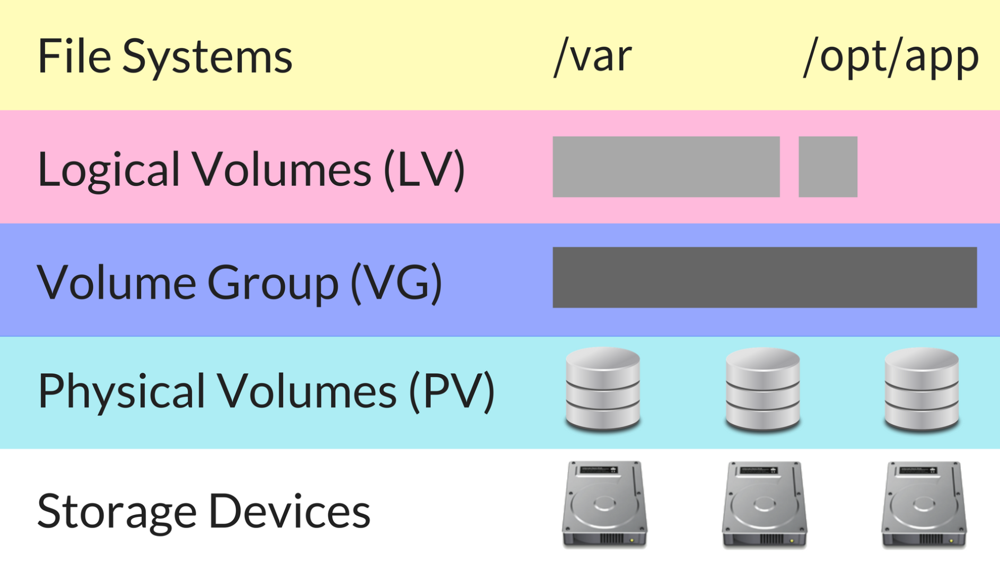 File Systems /var /opt/app
Logical Volumes (LV)
Volume Group (VG)
Physical Volumes (PV)
Storage Devices